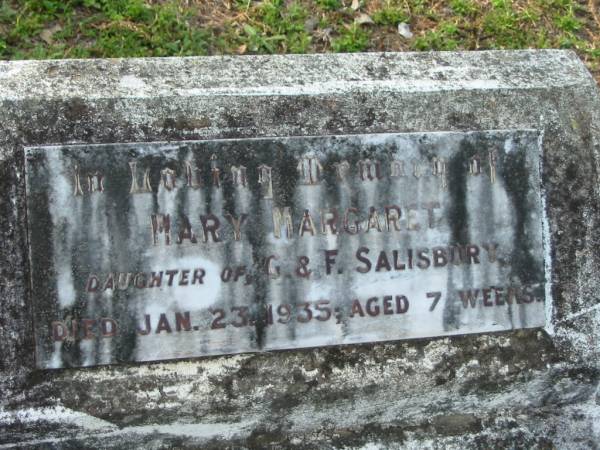 In Loving Memory of
MARY MARGARET
DAUGHTER OF, G. & F. SALISBURY.
DIED JAN. 23. 1935, AGED 7 WEEKS.